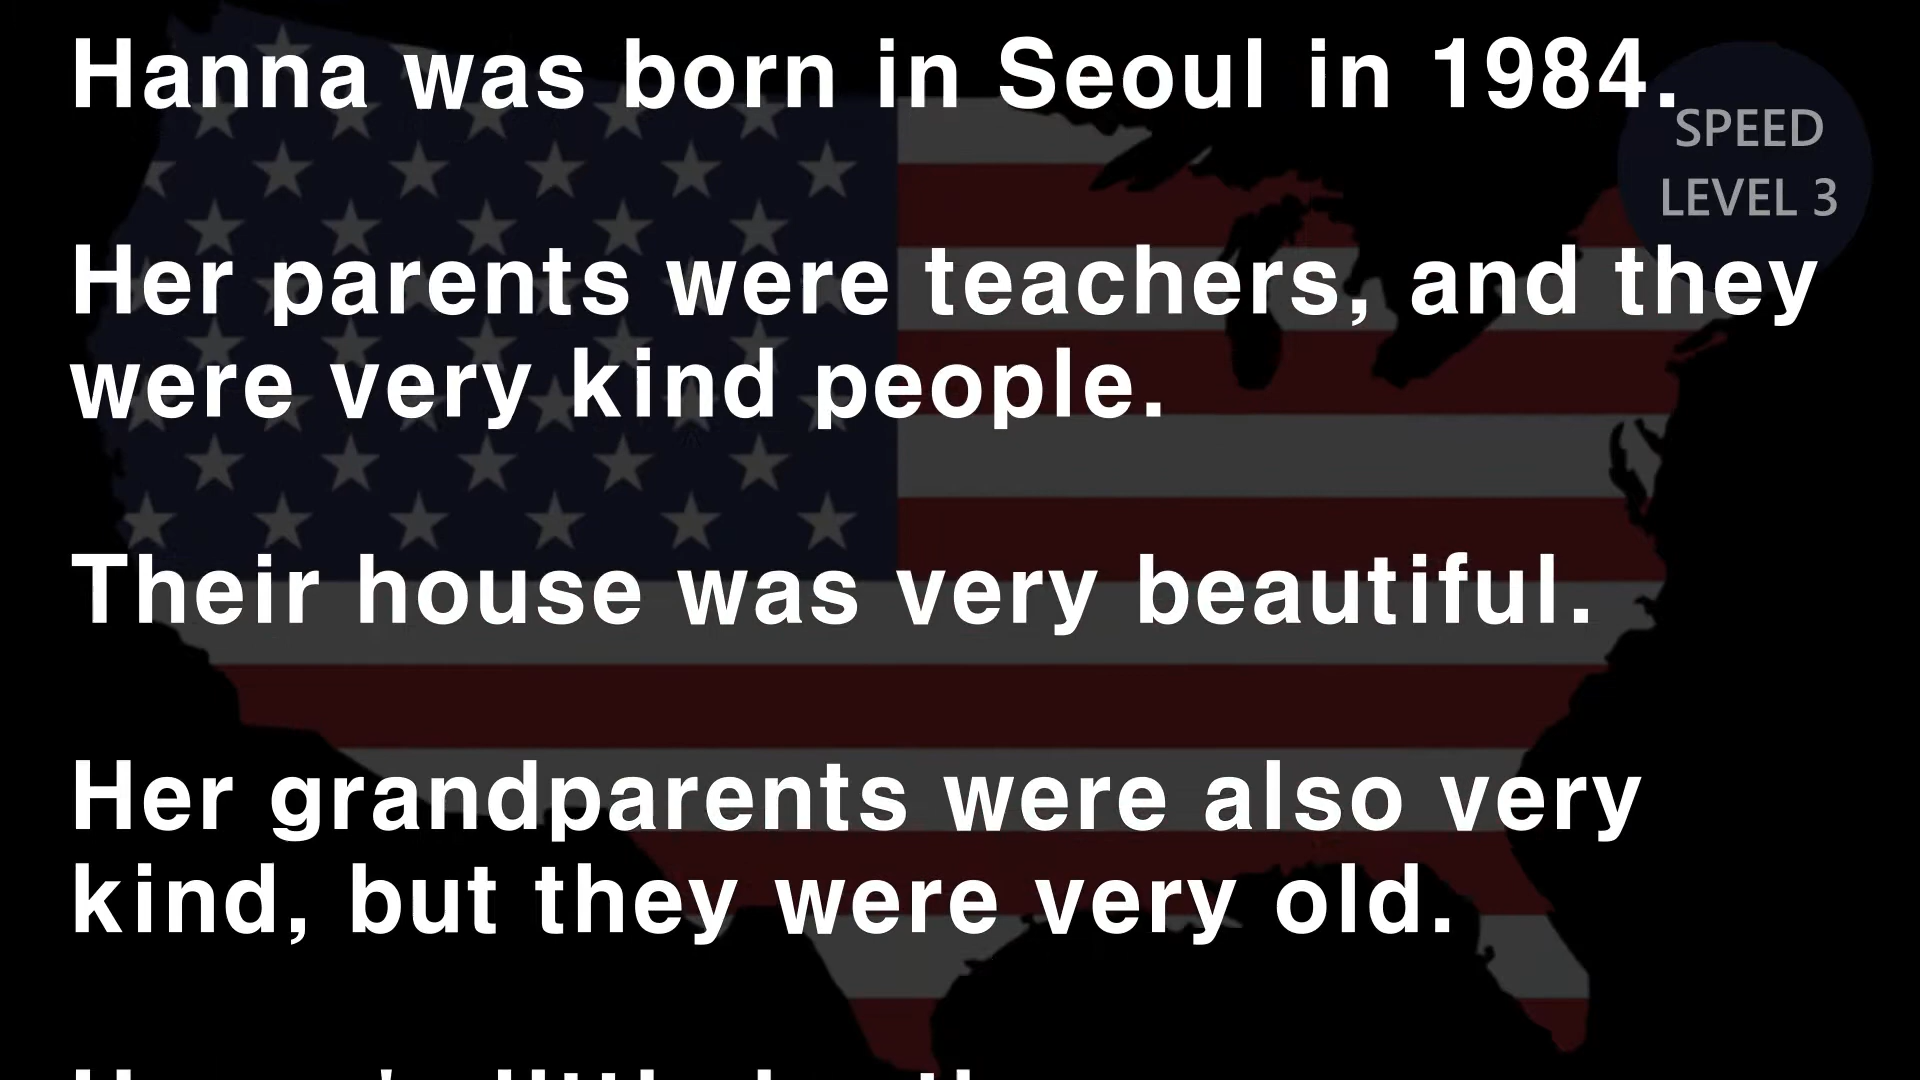 Hanna was born in Seoul in 1984.
SPEED
LEVEL 3
Her parents were teachers, and they
were very kind people.
Their house was very beautiful.
Her grandparents were also very
kind, but they were very old.